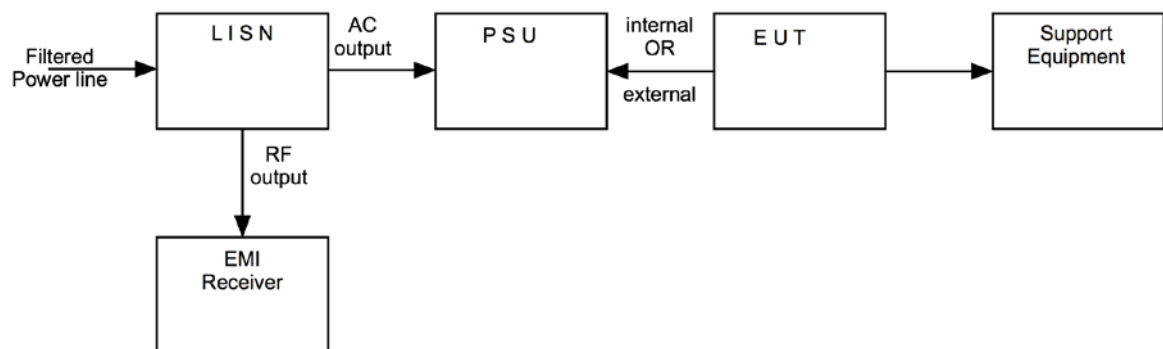 Filtered
Power line
L I S N
AC
output
P S U
internal
OR
external
E U T
Support
Equipment
RF
output
EMI
Receiver